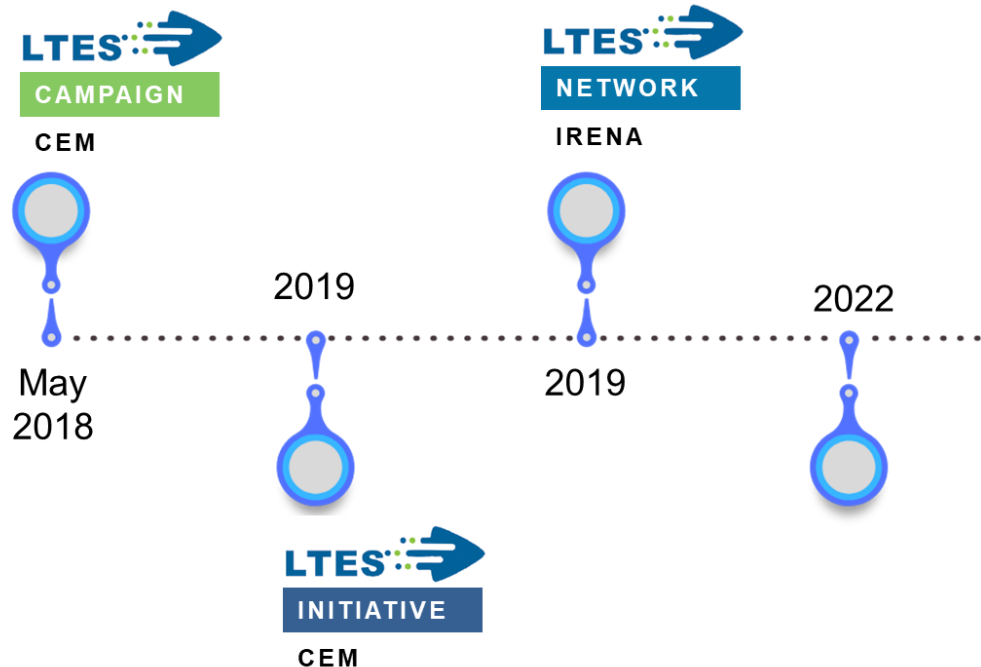 LTES
CAMPAIGN
CEM
LTES
NETWORK
IRENA
2019
2022
May
2018
2019
LTES
INITIATIVE
CEM